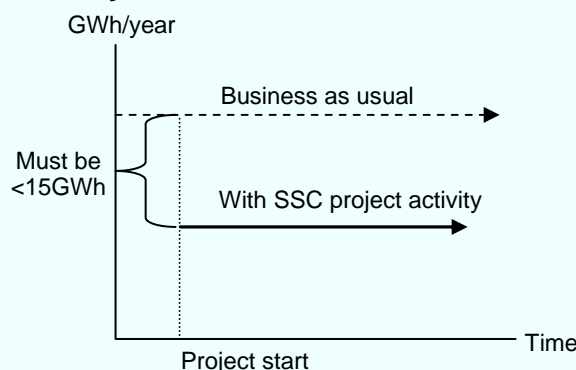 GWh/year
Business as usual
Must be
<15GWh
With SSC project activity
Time
Project start